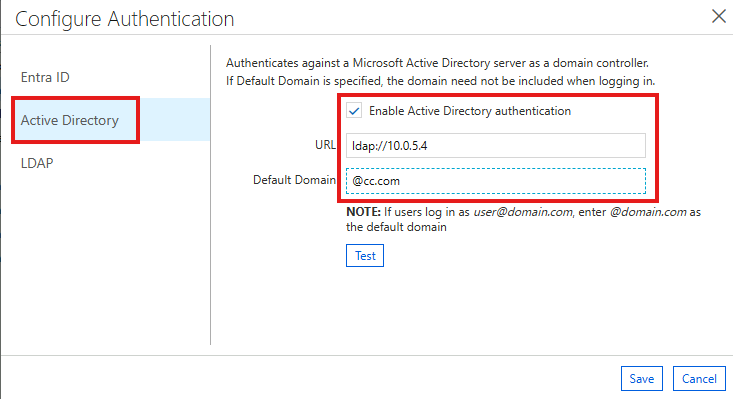 Configure Authentication
Entra ID
Active Directory
LDAP
Authenticates against a Microsoft Active Directory server as a domain controller.
If Default Domain is specified, the domain need not be included when logging in.
Enable Active Directory authentication
URL ldap://10.0.5.4
Default Domain @cc.com
NOTE: If users log in as user@domain.com, enter @domain.com as
the default domain
Test
Save Cancel